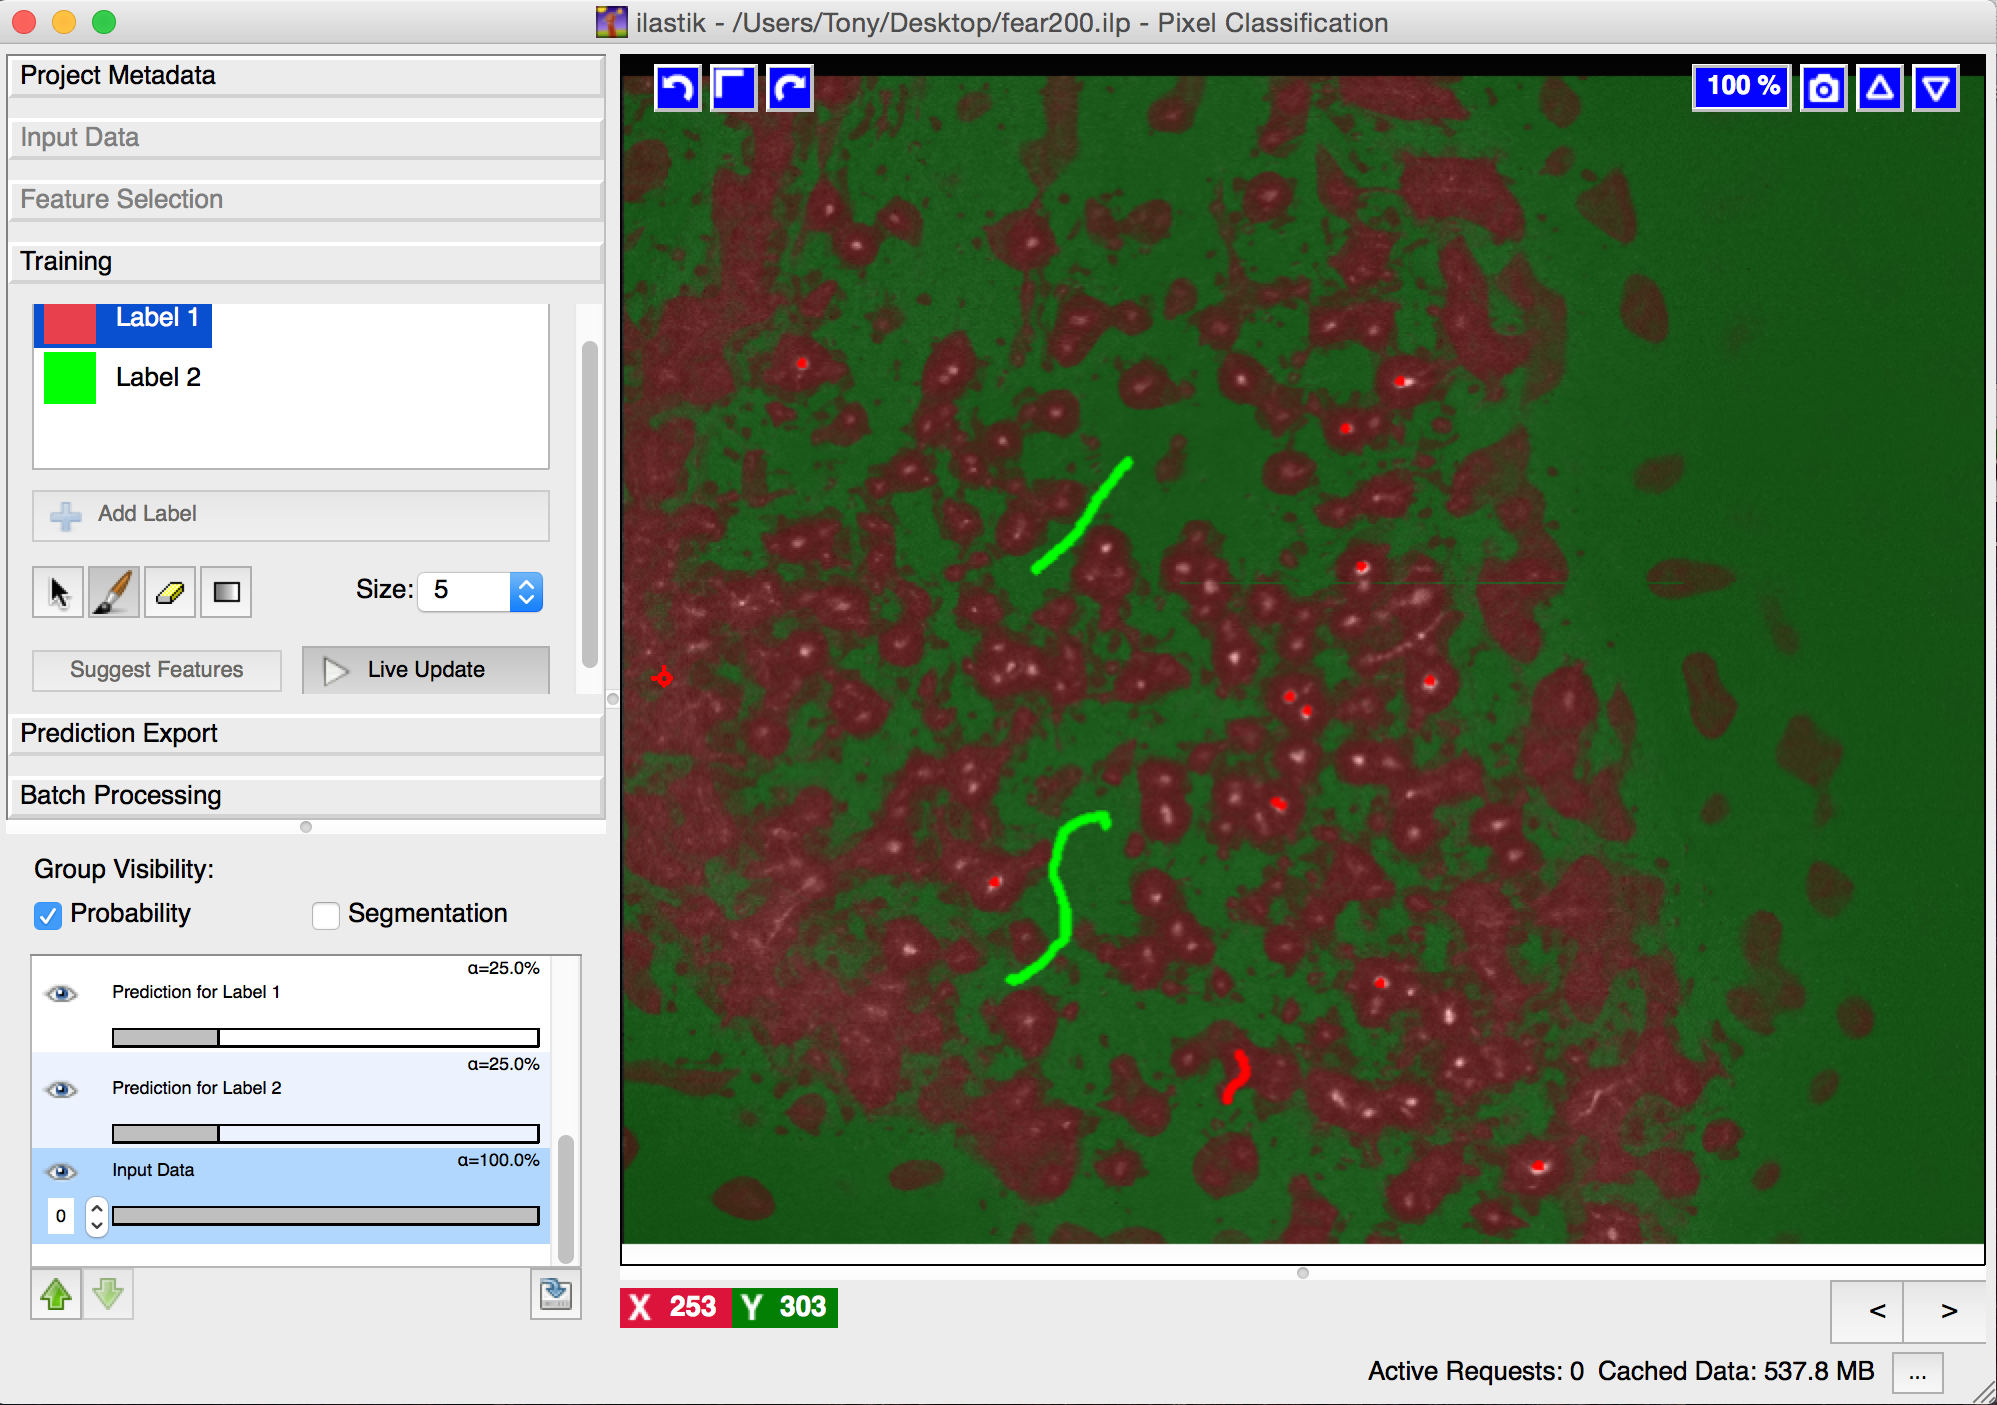 ilastik - /Users/Tony/Desktop/fear200.ilp - Pixel Classification
Project Metadata
Input Data
Feature Selection
Training
Label 1
Label 2
Add Label
Size: 5
Suggest Features
Live Update
Prediction Export
Batch Processing
Group Visibility:
Probability
Segmentation
α=25.0%
Prediction for Label 1
α=25.0%
Prediction for Label 2
α=100.0%
Input Data
0
100 %
X 253 Y 303
< >
Active Requests: 0 Cached Data: 537.8 MB ...